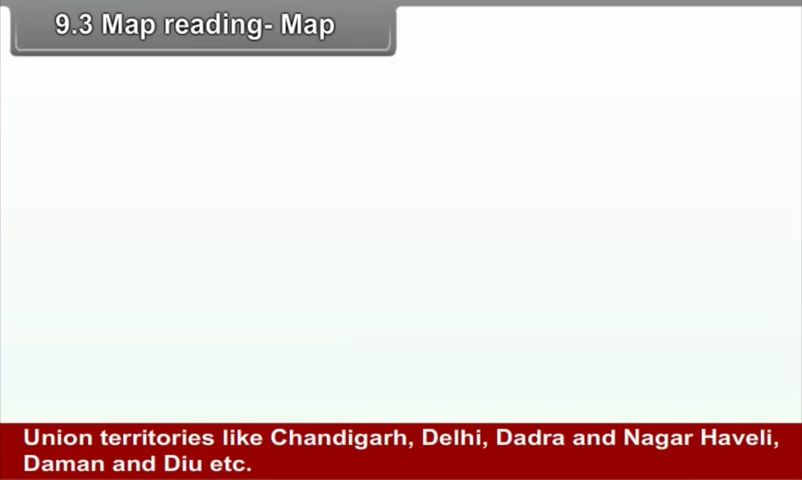 9.3 Map reading- Map
Union territories like Chandigarh, Delhi, Dadra and Nagar Haveli,
Daman and Diu etc.